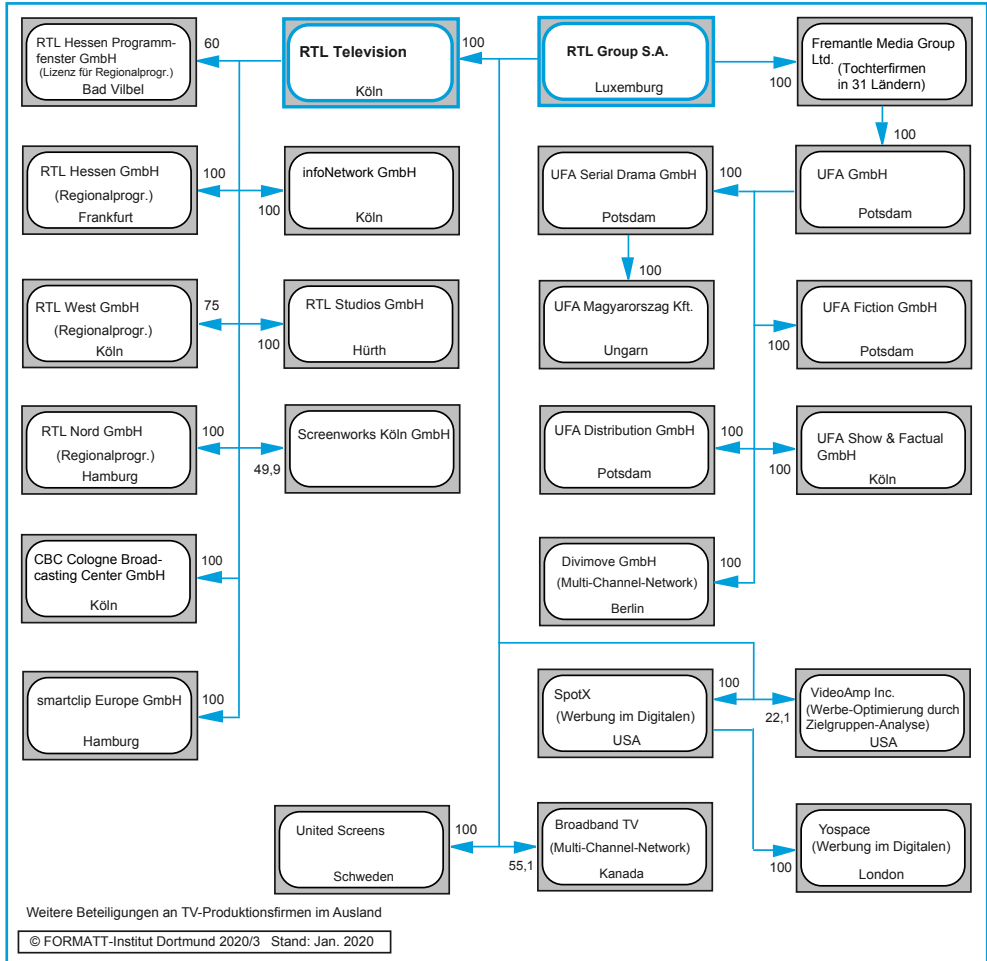 RTL Hessen Programm-
fenster GmbH
(Lizenz für Regionalprogr.)
Bad Vilbel
60
RTL Television
Köln
100
RTL Group S.A.
Luxemburg
100
Fremantle Media Group
Ltd.
(Tochterfirmen
in 31 Ländern)
100
RTL Hessen GmbH
(Regionalprogr.)
Frankfurt
100
100
infoNetwork GmbH
Köln
UFA Serial Drama GmbH
Potsdam
100
UFA GmbH
Potsdam
100
RTL West GmbH
(Regionalprogr.)
Köln
75
100
RTL Studios GmbH
Hürth
UFA Magyarorszag Kft.
Ungarn
100
UFA Fiction GmbH
Potsdam
RTL Nord GmbH
(Regionalprogr.)
Hamburg
100
49,9
Screenworks Köln GmbH
UFA Distribution GmbH
Potsdam
100
100
UFA Show & Factual
GmbH
Köln
CBC Cologne Broad-
casting Center GmbH
Köln
100
Divimove GmbH
(Multi-Channel-Network)
Berlin
100
smartclip Europe GmbH
Hamburg
100
SpotX
(Werbung im Digitalen)
USA
100
22,1
VideoAmp Inc.
(Werbe-Optimierung durch
Zielgruppen-Analyse)
USA
United Screens
Schweden
100
55,1
Broadband TV
(Multi-Channel-Network)
Kanada
100
Yospace
(Werbung im Digitalen)
London
Weitere Beteiligungen an TV-Produktionsfirmen im Ausland
© FORMATT-Institut Dortmund 2020/3 Stand: Jan. 2020